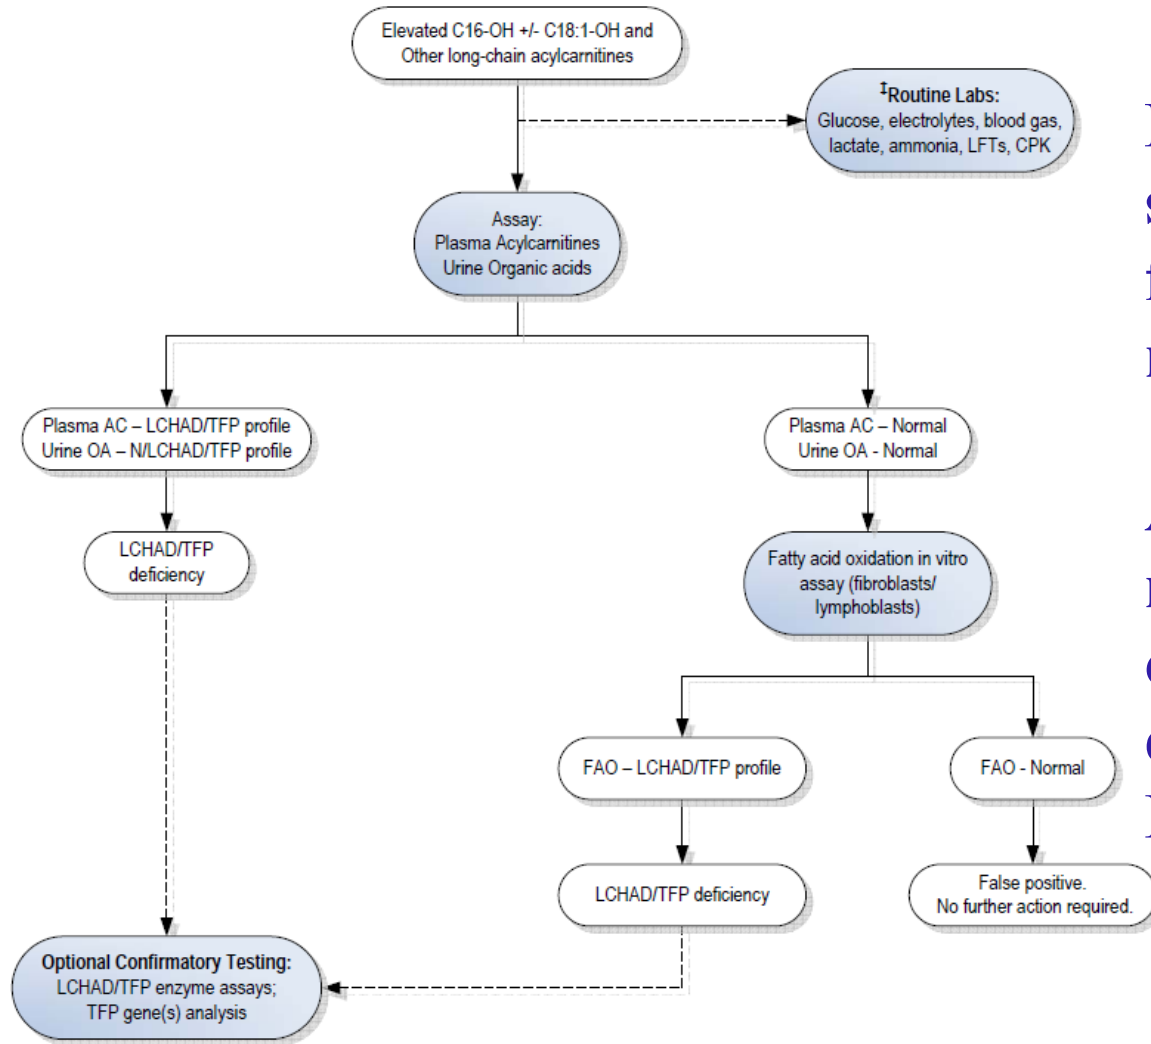 Elevated C16-OH +/- C18:1-OH and
Other long-chain acylcarnitines
‡Routine Labs:
Glucose, electrolytes, blood gas,
lactate, ammonia, LFTs, CPK
Assay:
Plasma Acylcarnitines
Urine Organic acids
Plasma AC – LCHAD/TFP profile
Urine OA – N/LCHAD/TFP profile
Plasma AC – Normal
Urine OA - Normal
LCHAD/TFP
deficiency
Fatty acid oxidation in vitro
assay (fibroblasts/
lymphoblasts)
FAO – LCHAD/TFP profile
FAO - Normal
LCHAD/TFP deficiency
False positive.
No further action required.
Optional Confirmatory Testing:
LCHAD/TFP enzyme assays;
TFP gene(s) analysis